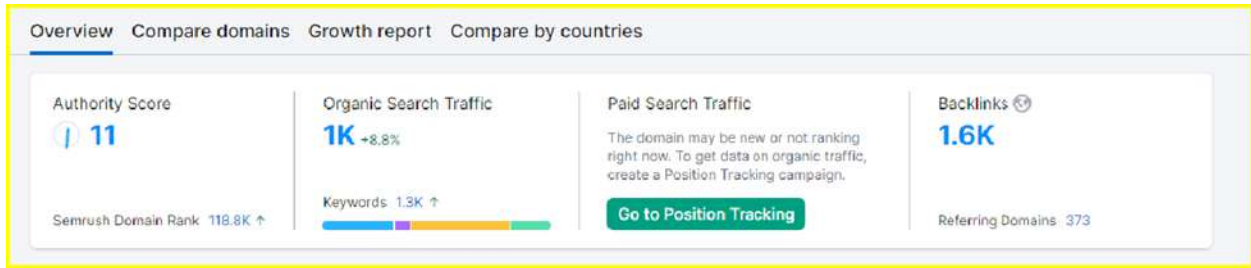 Overview Compare domains Growth report Compare by countries
Authority Score
11
Semrush Domain Rank 118.8K ↑
Organic Search Traffic
1K +8.8%
Keywords 1.3K ↑
Paid Search Traffic
The domain may be new or not ranking
right now. To get data on organic traffic,
create a Position Tracking campaign.
Go to Position Tracking
Backlinks
1.6K
Referring Domains 373